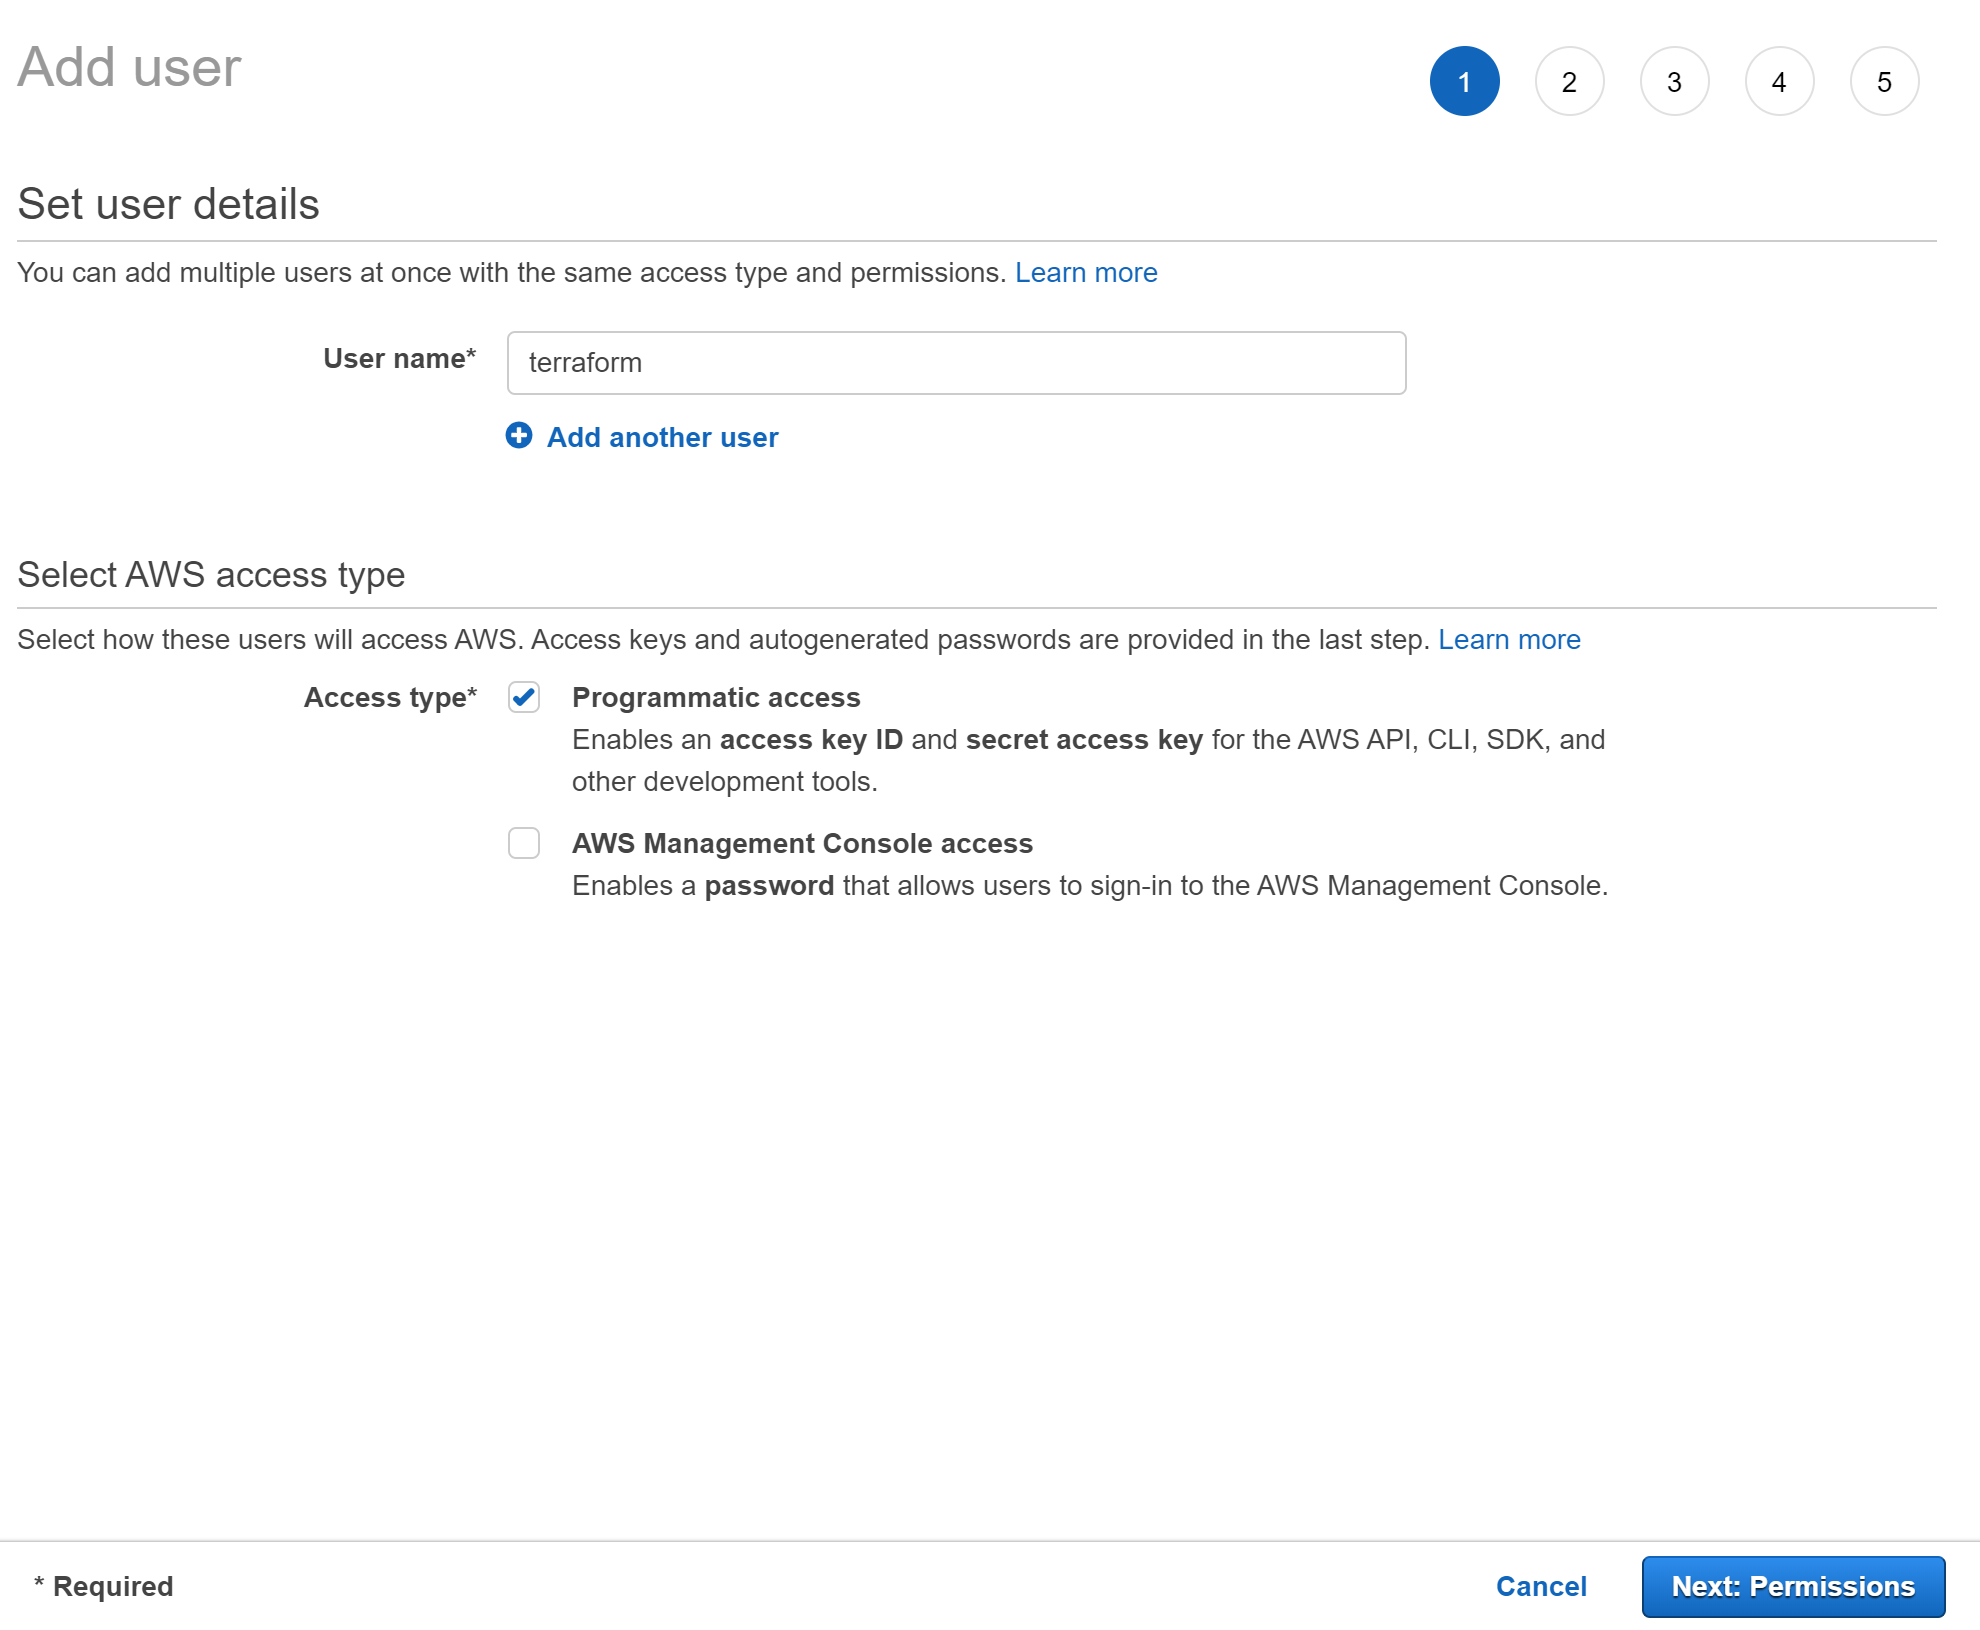 Add user
1 2 3 4 5
Set user details
You can add multiple users at once with the same access type and permissions. Learn more
User name* terraform
Add another user
Select AWS access type
Select how these users will access AWS. Access keys and autogenerated passwords are provided in the last step. Learn more
Access type* Programmatic access
Enables an access key ID and secret access key for the AWS API, CLI, SDK, and
other development tools.
AWS Management Console access
Enables a password that allows users to sign-in to the AWS Management Console.
* Required Cancel Next: Permissions